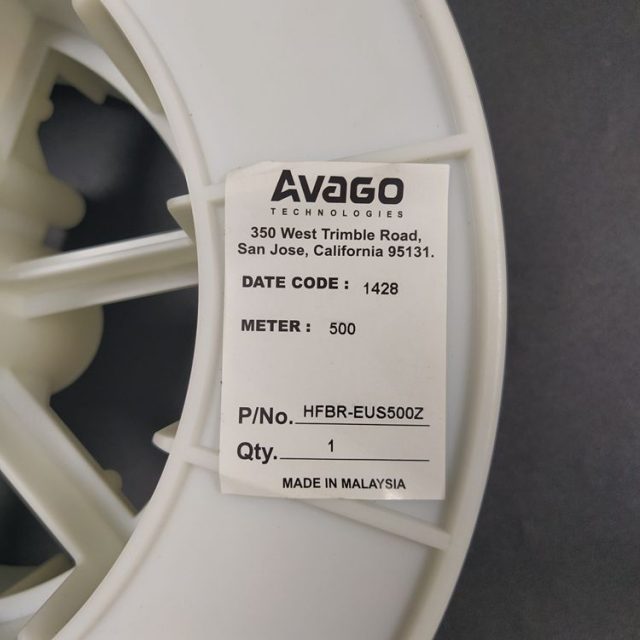 AVAGO
TECHNOLOGIES
350 West Trimble Road,
San Jose, California 95131.
DATE CODE : 1428
METER : 500
P/No. HFBR-EUS500Z
Qty. 1
MADE IN MALAYSIA